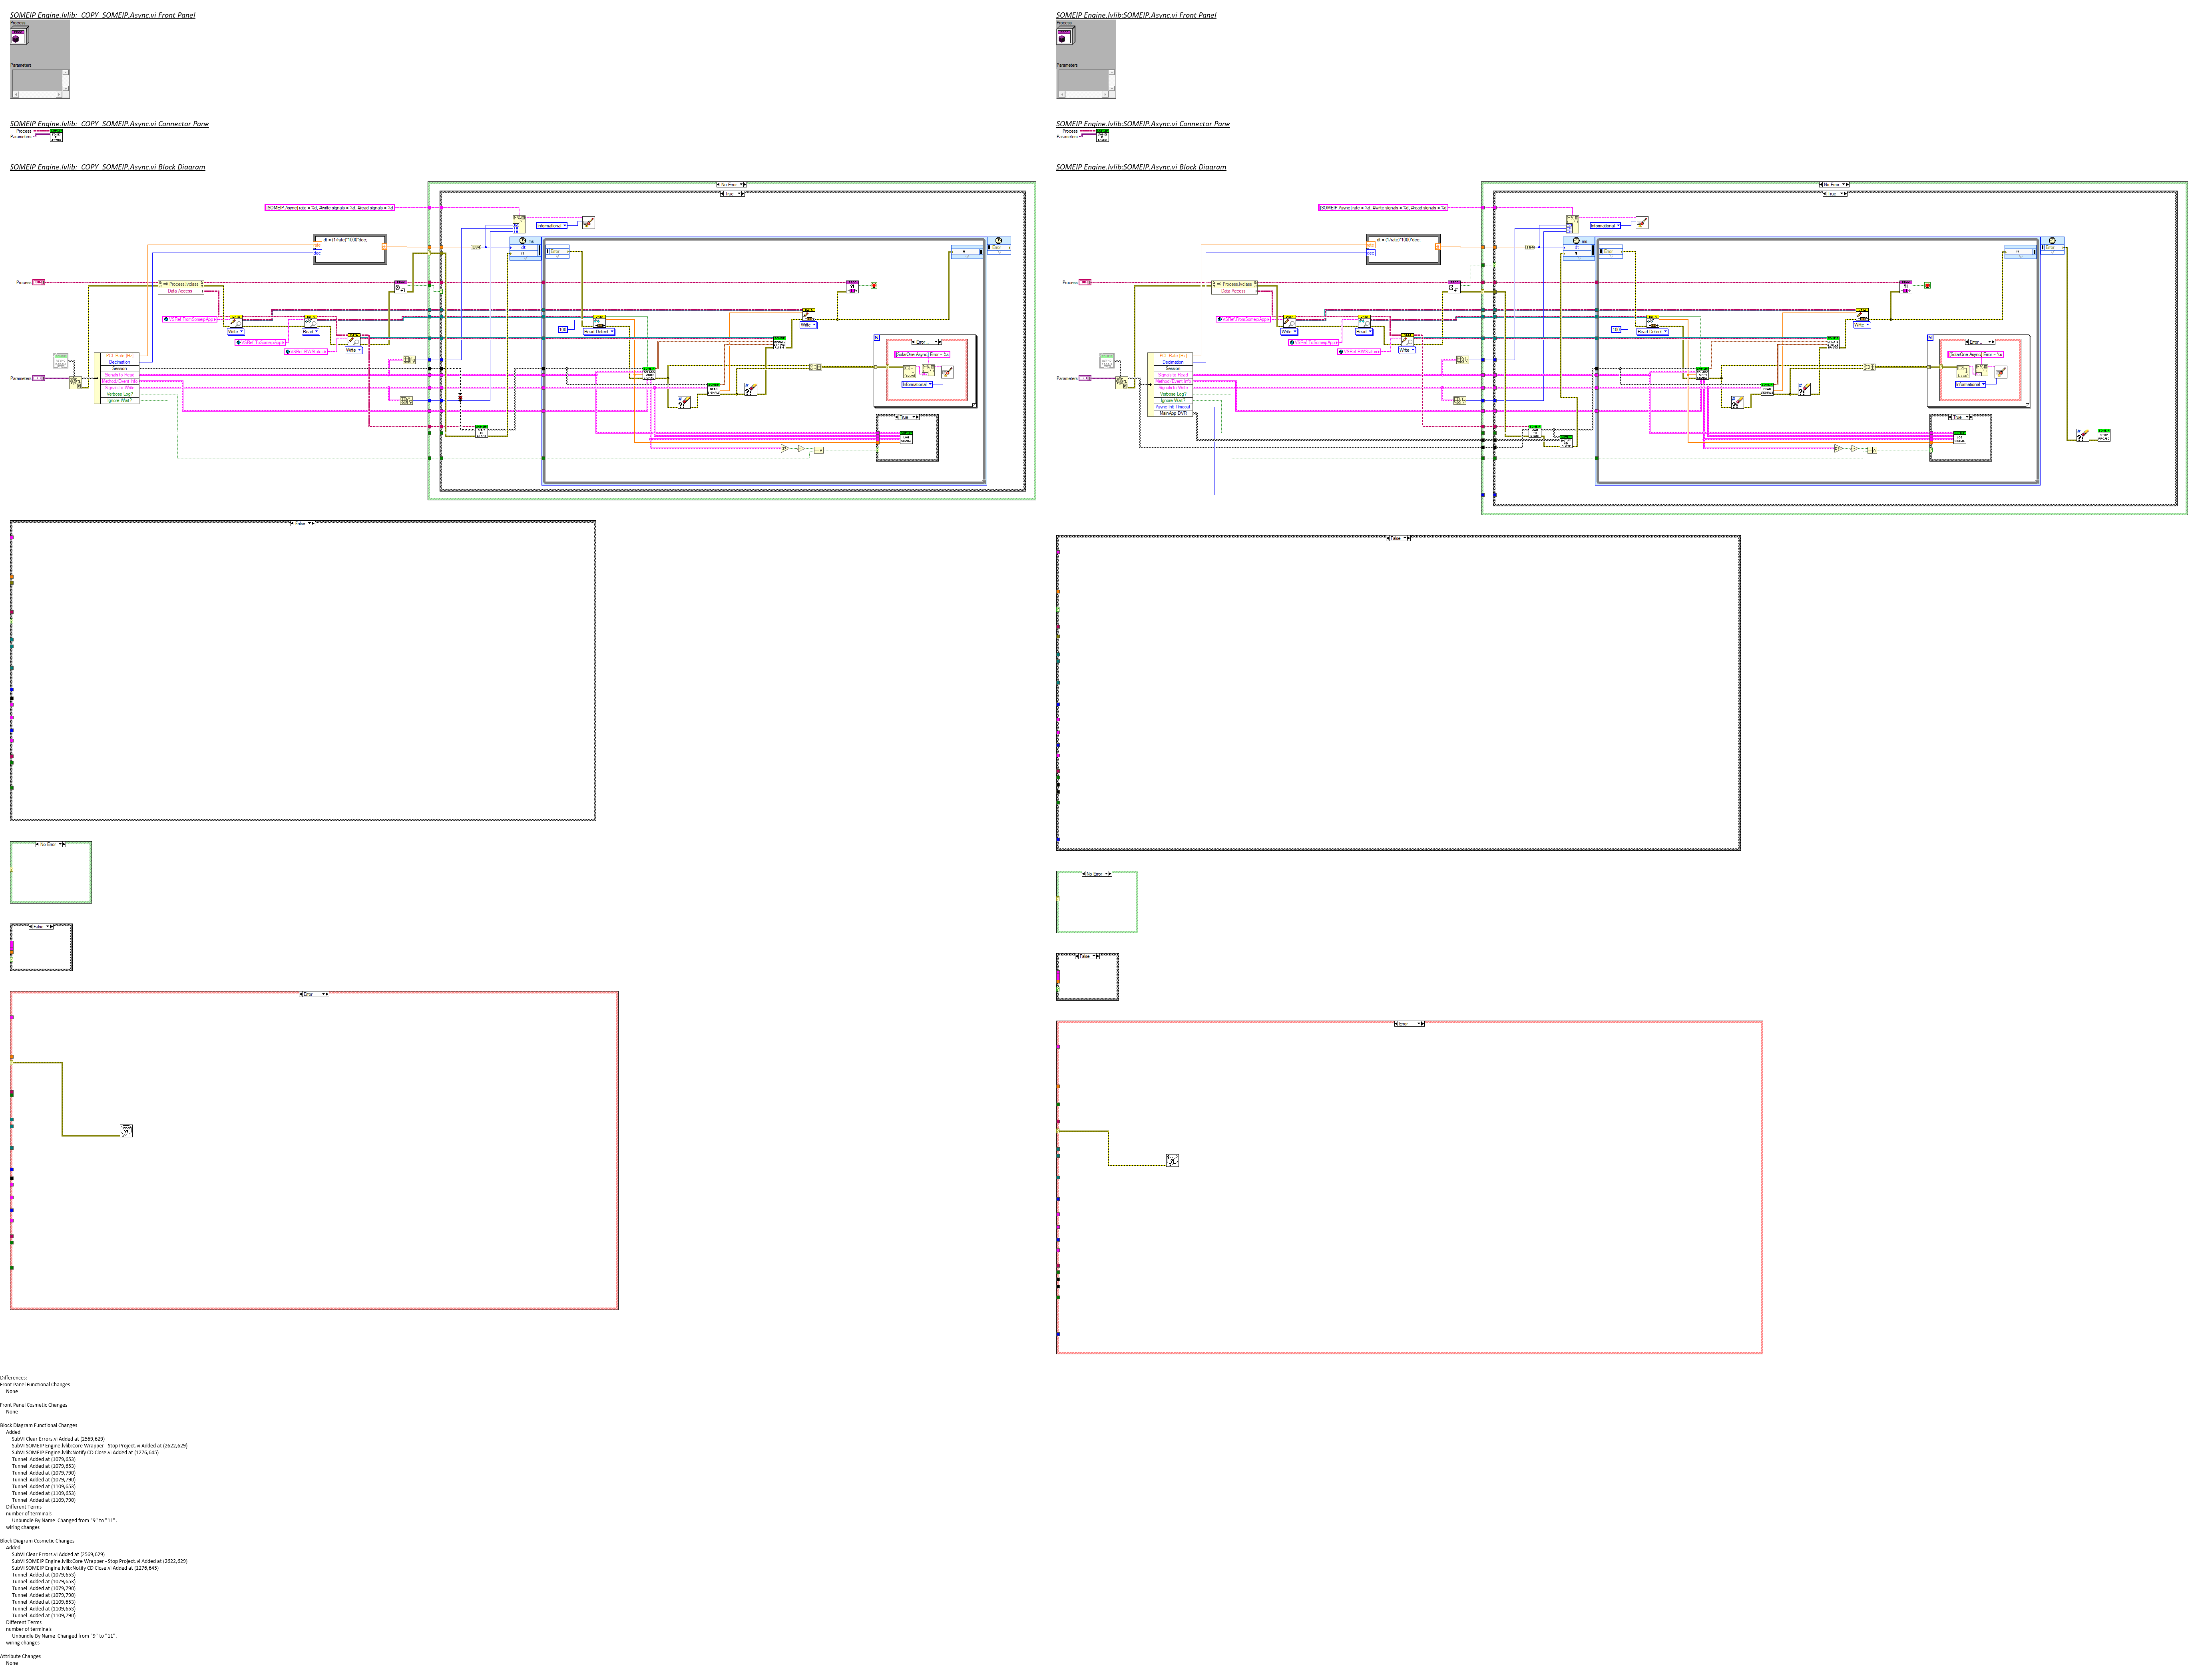 SOMEIP Engine.lvlib:_COPY_SOMEIP.Async.vi Front Panel
Process
Parameters
SOMEIP Engine.lvlib:_COPY_SOMEIP.Async.vi Connector Pane
Process
Parameters
SOMEIP Engine.lvlib:_COPY_SOMEIP.Async.vi Block Diagram
No Error
True
[SOMEIP Async] rate = %d, #write signals = %d, #read signals = %d
Informational
dt = (1/rate)*1000*dec;
dec
ms
dt
Error
Process
Process.lvclass
Data Access
Write
Read
Write
100
Read Detect
Write
N
Error
[SolarOne.Async] Error = %s
Informational
Parameters
PCL Rate [Hz]
Decimation
Session
Signals to Read
Method/Event Info
Signals to Write
Verbose Log?
Ignore Wait?
True
False
No Error
False
Error
SOMEIP Engine.lvlib:SOMEIP.Async.vi Front Panel
Process
Parameters
SOMEIP Engine.lvlib:SOMEIP.Async.vi Connector Pane
Process
Parameters
SOMEIP Engine.lvlib:SOMEIP.Async.vi Block Diagram
No Error
True
[SOMEIP Async] rate = %d, #write signals = %d, #read signals = %d
Informational
dt = (1/rate)*1000*dec;
dec
ms
dt
Error
Process
Process.lvclass
Data Access
Write
Read
Write
100
Read Detect
Write
N
Error
[SolarOne.Async] Error = %s
Informational
Parameters
PCL Rate [Hz]
Decimation
Session
Signals to Read
Method/Event Info
Signals to Write
Verbose Log?
Ignore Wait?
Async Init Timeout
MainApp DVR
True
False
No Error
False
Error
Differences:
Front Panel Functional Changes
None
Front Panel Cosmetic Changes
None
Block Diagram Functional Changes
Added
SubVI Clear Errors.vi Added at (2569,629)
SubVI SOMEIP Engine.lvlib:Core Wrapper - Stop Project.vi Added at (2622,629)
SubVI SOMEIP Engine.lvlib:Notify CD Close.vi Added at (1276,645)
Tunnel  Added at (1079,653)
Tunnel  Added at (1079,653)
Tunnel  Added at (1079,790)
Tunnel  Added at (1079,790)
Tunnel  Added at (1109,653)
Tunnel  Added at (1109,653)
Tunnel  Added at (1109,790)
Different Terms
number of terminals
Unbundle By Name  Changed from "9" to "11".
wiring changes
Block Diagram Cosmetic Changes
Added
SubVI Clear Errors.vi Added at (2569,629)
SubVI SOMEIP Engine.lvlib:Core Wrapper - Stop Project.vi Added at (2622,629)
SubVI SOMEIP Engine.lvlib:Notify CD Close.vi Added at (1276,645)
Tunnel  Added at (1079,653)
Tunnel  Added at (1079,653)
Tunnel  Added at (1079,790)
Tunnel  Added at (1079,790)
Tunnel  Added at (1109,653)
Tunnel  Added at (1109,653)
Tunnel  Added at (1109,790)
Different Terms
number of terminals
Unbundle By Name  Changed from "9" to "11".
wiring changes
Attribute Changes
None